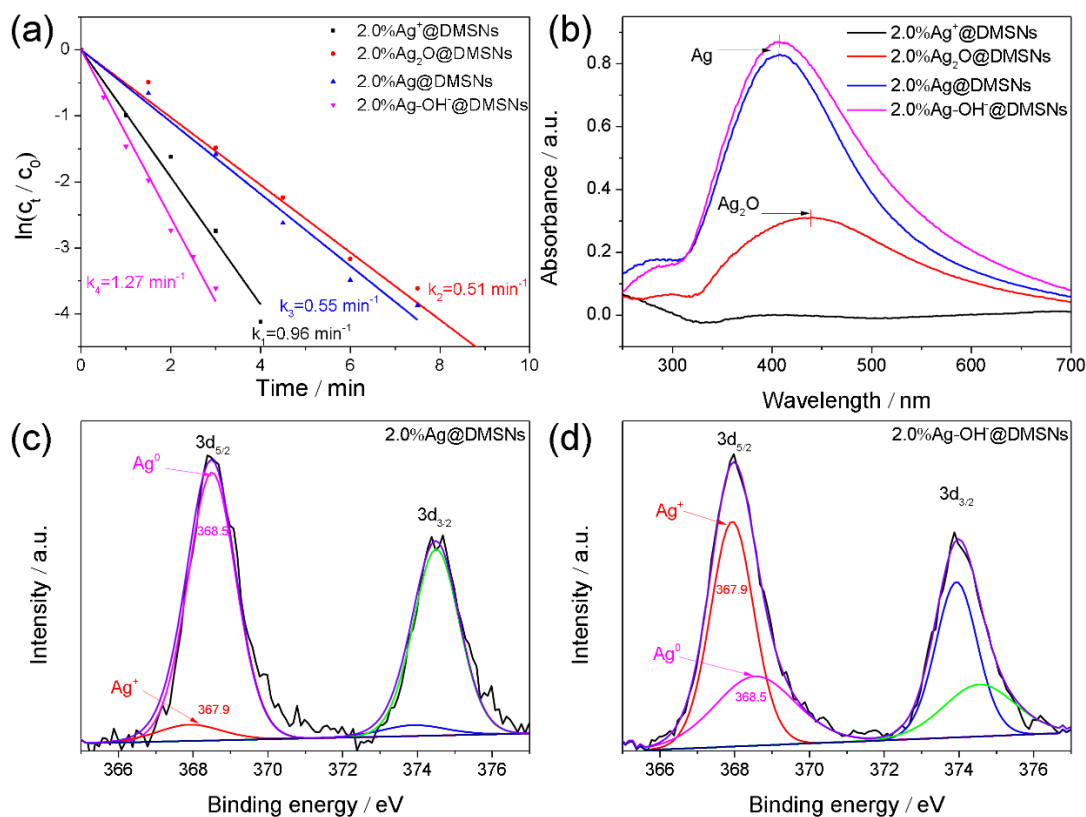 (a)
2.0%Ag⁺@DMSNs
2.0%Ag₂O@DMSNs
2.0%Ag@DMSNs
2.0%Ag-OH⁻@DMSNs
0
-1
-2
-3
-4
ln(cₜ / c₀)
k₄=1.27 min⁻¹
k₃=0.55 min⁻¹
k₂=0.51 min⁻¹
k₁=0.96 min⁻¹
0 2 4 6 8 10
Time / min
(b)
2.0%Ag⁺@DMSNs
2.0%Ag₂O@DMSNs
2.0%Ag@DMSNs
2.0%Ag-OH⁻@DMSNs
Ag
Ag₂O
0.8
0.6
0.4
0.2
0.0
Absorbance / a.u.
300 400 500 600 700
Wavelength / nm
(c)
2.0%Ag@DMSNs
3d₅/₂
Ag⁰
368.5
3d₃/₂
Ag⁺
367.9
Intensity / a.u.
366 368 370 372 374 376
Binding energy / eV
(d)
2.0%Ag-OH⁻@DMSNs
3d₅/₂
3d₃/₂
Ag⁺
367.9
Ag⁰
368.5
Intensity / a.u.
366 368 370 372 374 376
Binding energy / eV